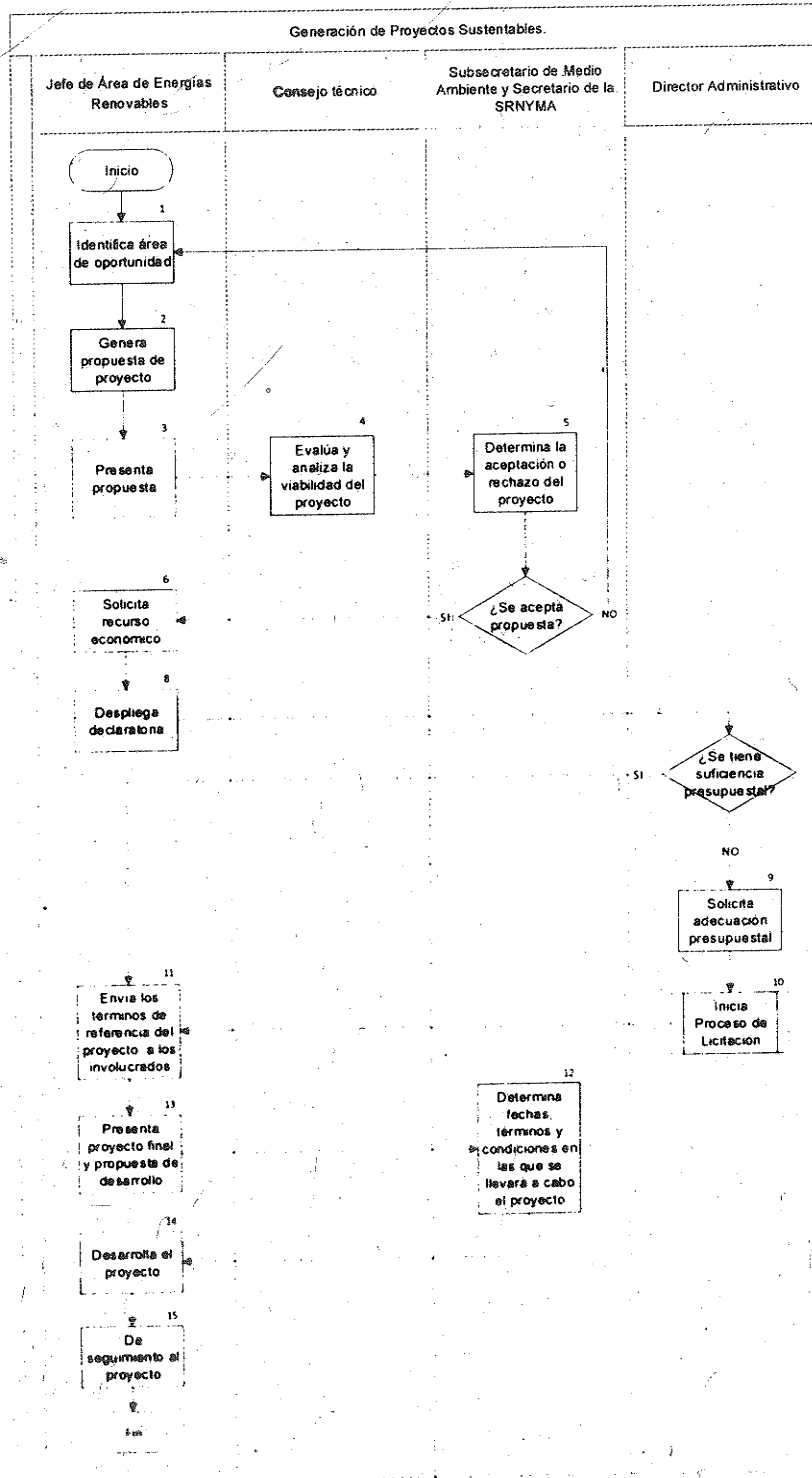 Generación de Proyectos Sustentables.
Jefe de Área de Energías
Renovables
Consejo técnico
Subsecretario de Medio
Ambiente y Secretario de la
SRNYMA
Director Administrativo
Inicio
1
Identifica área
de oportunidad
2
Genera
propuesta de
proyecto
3
Presenta
propuesta
4
Evalúa y
analiza la
viabilidad del
proyecto
5
Determina la
aceptación o
rechazo del
proyecto
6
Solicita
recurso
económico
SI
¿Se acepta
propuesta?
NO
8
Despliega
declaratoria
SI
¿Se tiene
suficiencia
presupuestal?
NO
9
Solicita
adecuación
presupuestal
10
Inicia
Proceso de
Licitación
11
Envia los
términos de
referencia del
proyecto a los
involucrados
12
Determina
fechas,
términos y
condiciones en
las que se
llevará a cabo
el proyecto
13
Presenta
proyecto final
y propuesta de
desarrollo
14
Desarrolla el
proyecto
15
Da
seguimiento al
proyecto